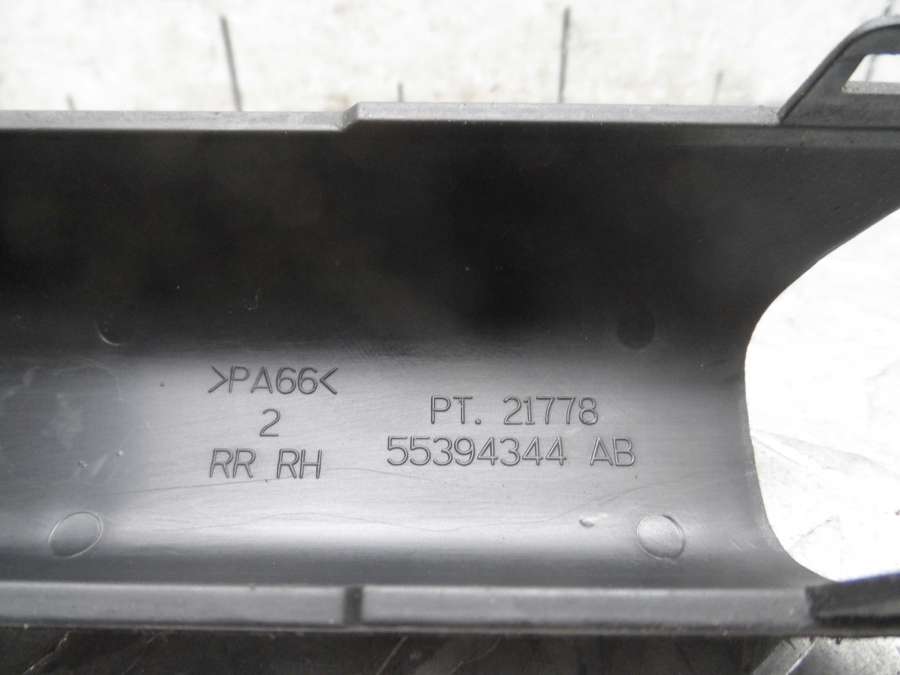 >PA66<
2
RR RH
PT. 21778
55394344 AB